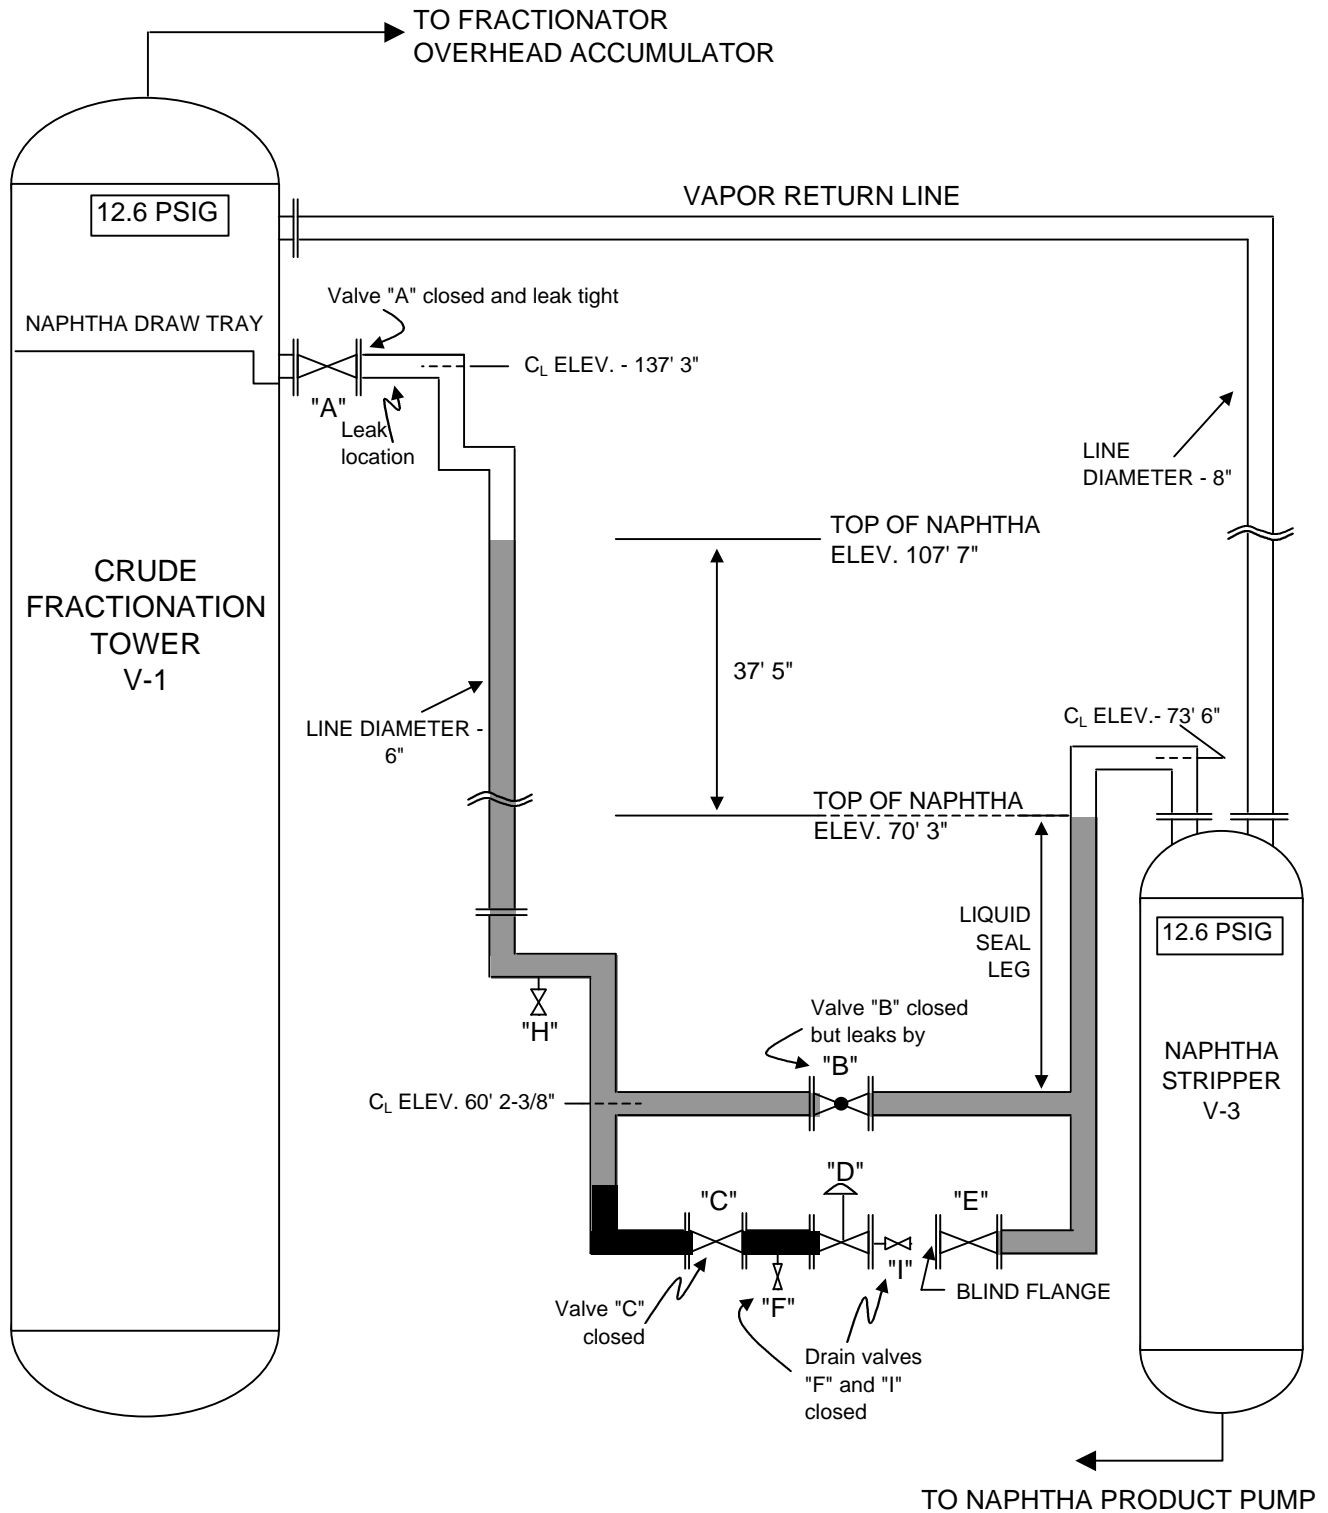 TO FRACTIONATOR
OVERHEAD ACCUMULATOR
12.6 PSIG
VAPOR RETURN LINE
Valve "A" closed and leak tight
NAPHTHA DRAW TRAY
C_L ELEV. - 137' 3"
"A"
Leak
location
LINE
DIAMETER - 8"
TOP OF NAPHTHA
ELEV. 107' 7"
CRUDE
FRACTIONATION
TOWER
V-1
37' 5"
LINE DIAMETER -
6"
C_L ELEV.- 73' 6"
TOP OF NAPHTHA
ELEV. 70' 3"
LIQUID
SEAL
LEG
12.6 PSIG
Valve "B" closed
but leaks by
"H"
"B"
NAPHTHA
STRIPPER
V-3
C_L ELEV. 60' 2-3/8"
"C"
"D"
"E"
"F"
"I"
BLIND FLANGE
Valve "C"
closed
Drain valves
"F" and "I"
closed
TO NAPHTHA PRODUCT PUMP